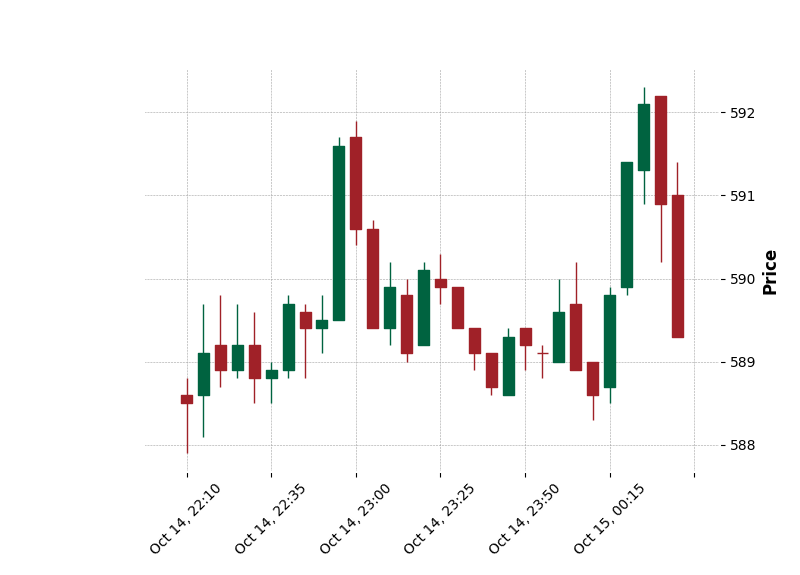 592
591
590
589
588
Price
Oct 14, 22:10
Oct 14, 22:35
Oct 14, 23:00
Oct 14, 23:25
Oct 14, 23:50
Oct 15, 00:15